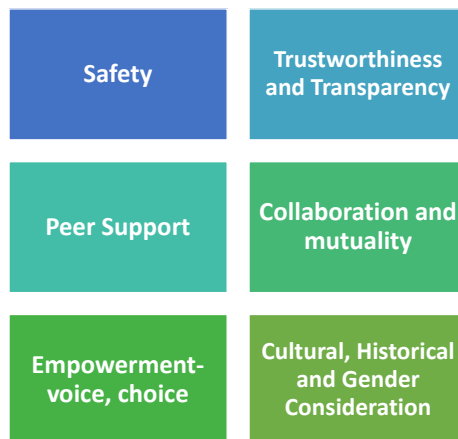 Safety
Trustworthiness
and Transparency
Peer Support
Collaboration and
mutuality
Empowerment-
voice, choice
Cultural, Historical
and Gender
Consideration